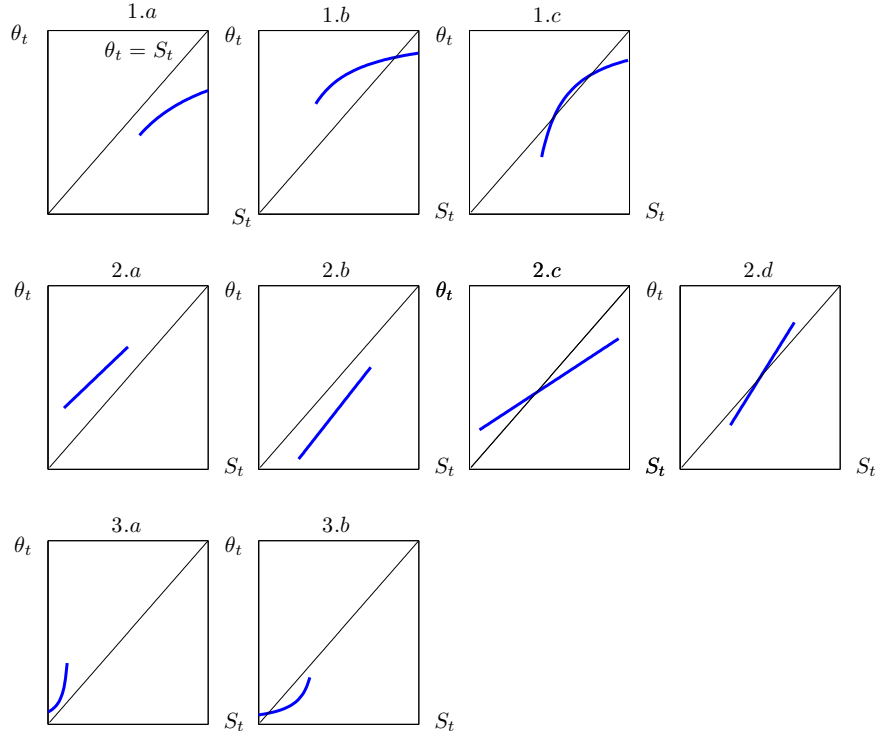 1.a 1.b 1.c
θ_t θ_t θ_t
θ_t = S_t
S_t S_t S_t
2.a 2.b 2.c 2.d
θ_t θ_t θ_t θ_t
S_t S_t S_t S_t
3.a 3.b
θ_t θ_t
S_t S_t